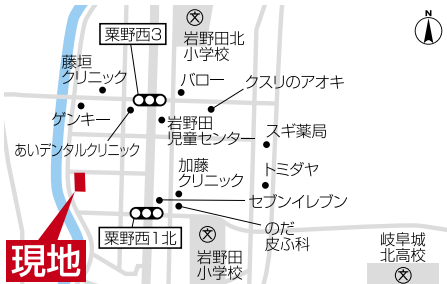 N
粟野西3
文
岩野田北
小学校
藤垣
クリニック
バロー
クスリのアオキ
ゲンキー
岩野田
児童センター
あいデンタルクリニック
スギ薬局
加藤
クリニック
トミダヤ
セブンイレブン
粟野西1北
のだ
皮ふ科
文
岩野田
小学校
岐阜城
北高校
文
現地